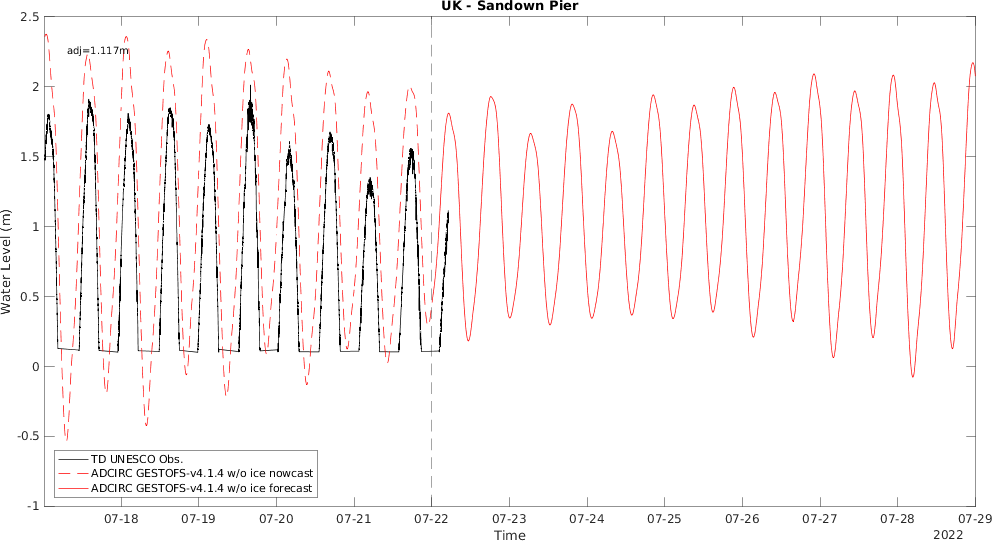 UK - Sandown Pier
2.5
2
1.5
1
0.5
0
-0.5
-1
Water Level (m)
adj=1.117m
TD UNESCO Obs.
ADCIRC GESTOFS-v4.1.4 w/o ice nowcast
ADCIRC GESTOFS-v4.1.4 w/o ice forecast
07-18 07-19 07-20 07-21 07-22 07-23 07-24 07-25 07-26 07-27 07-28 07-29
Time
2022